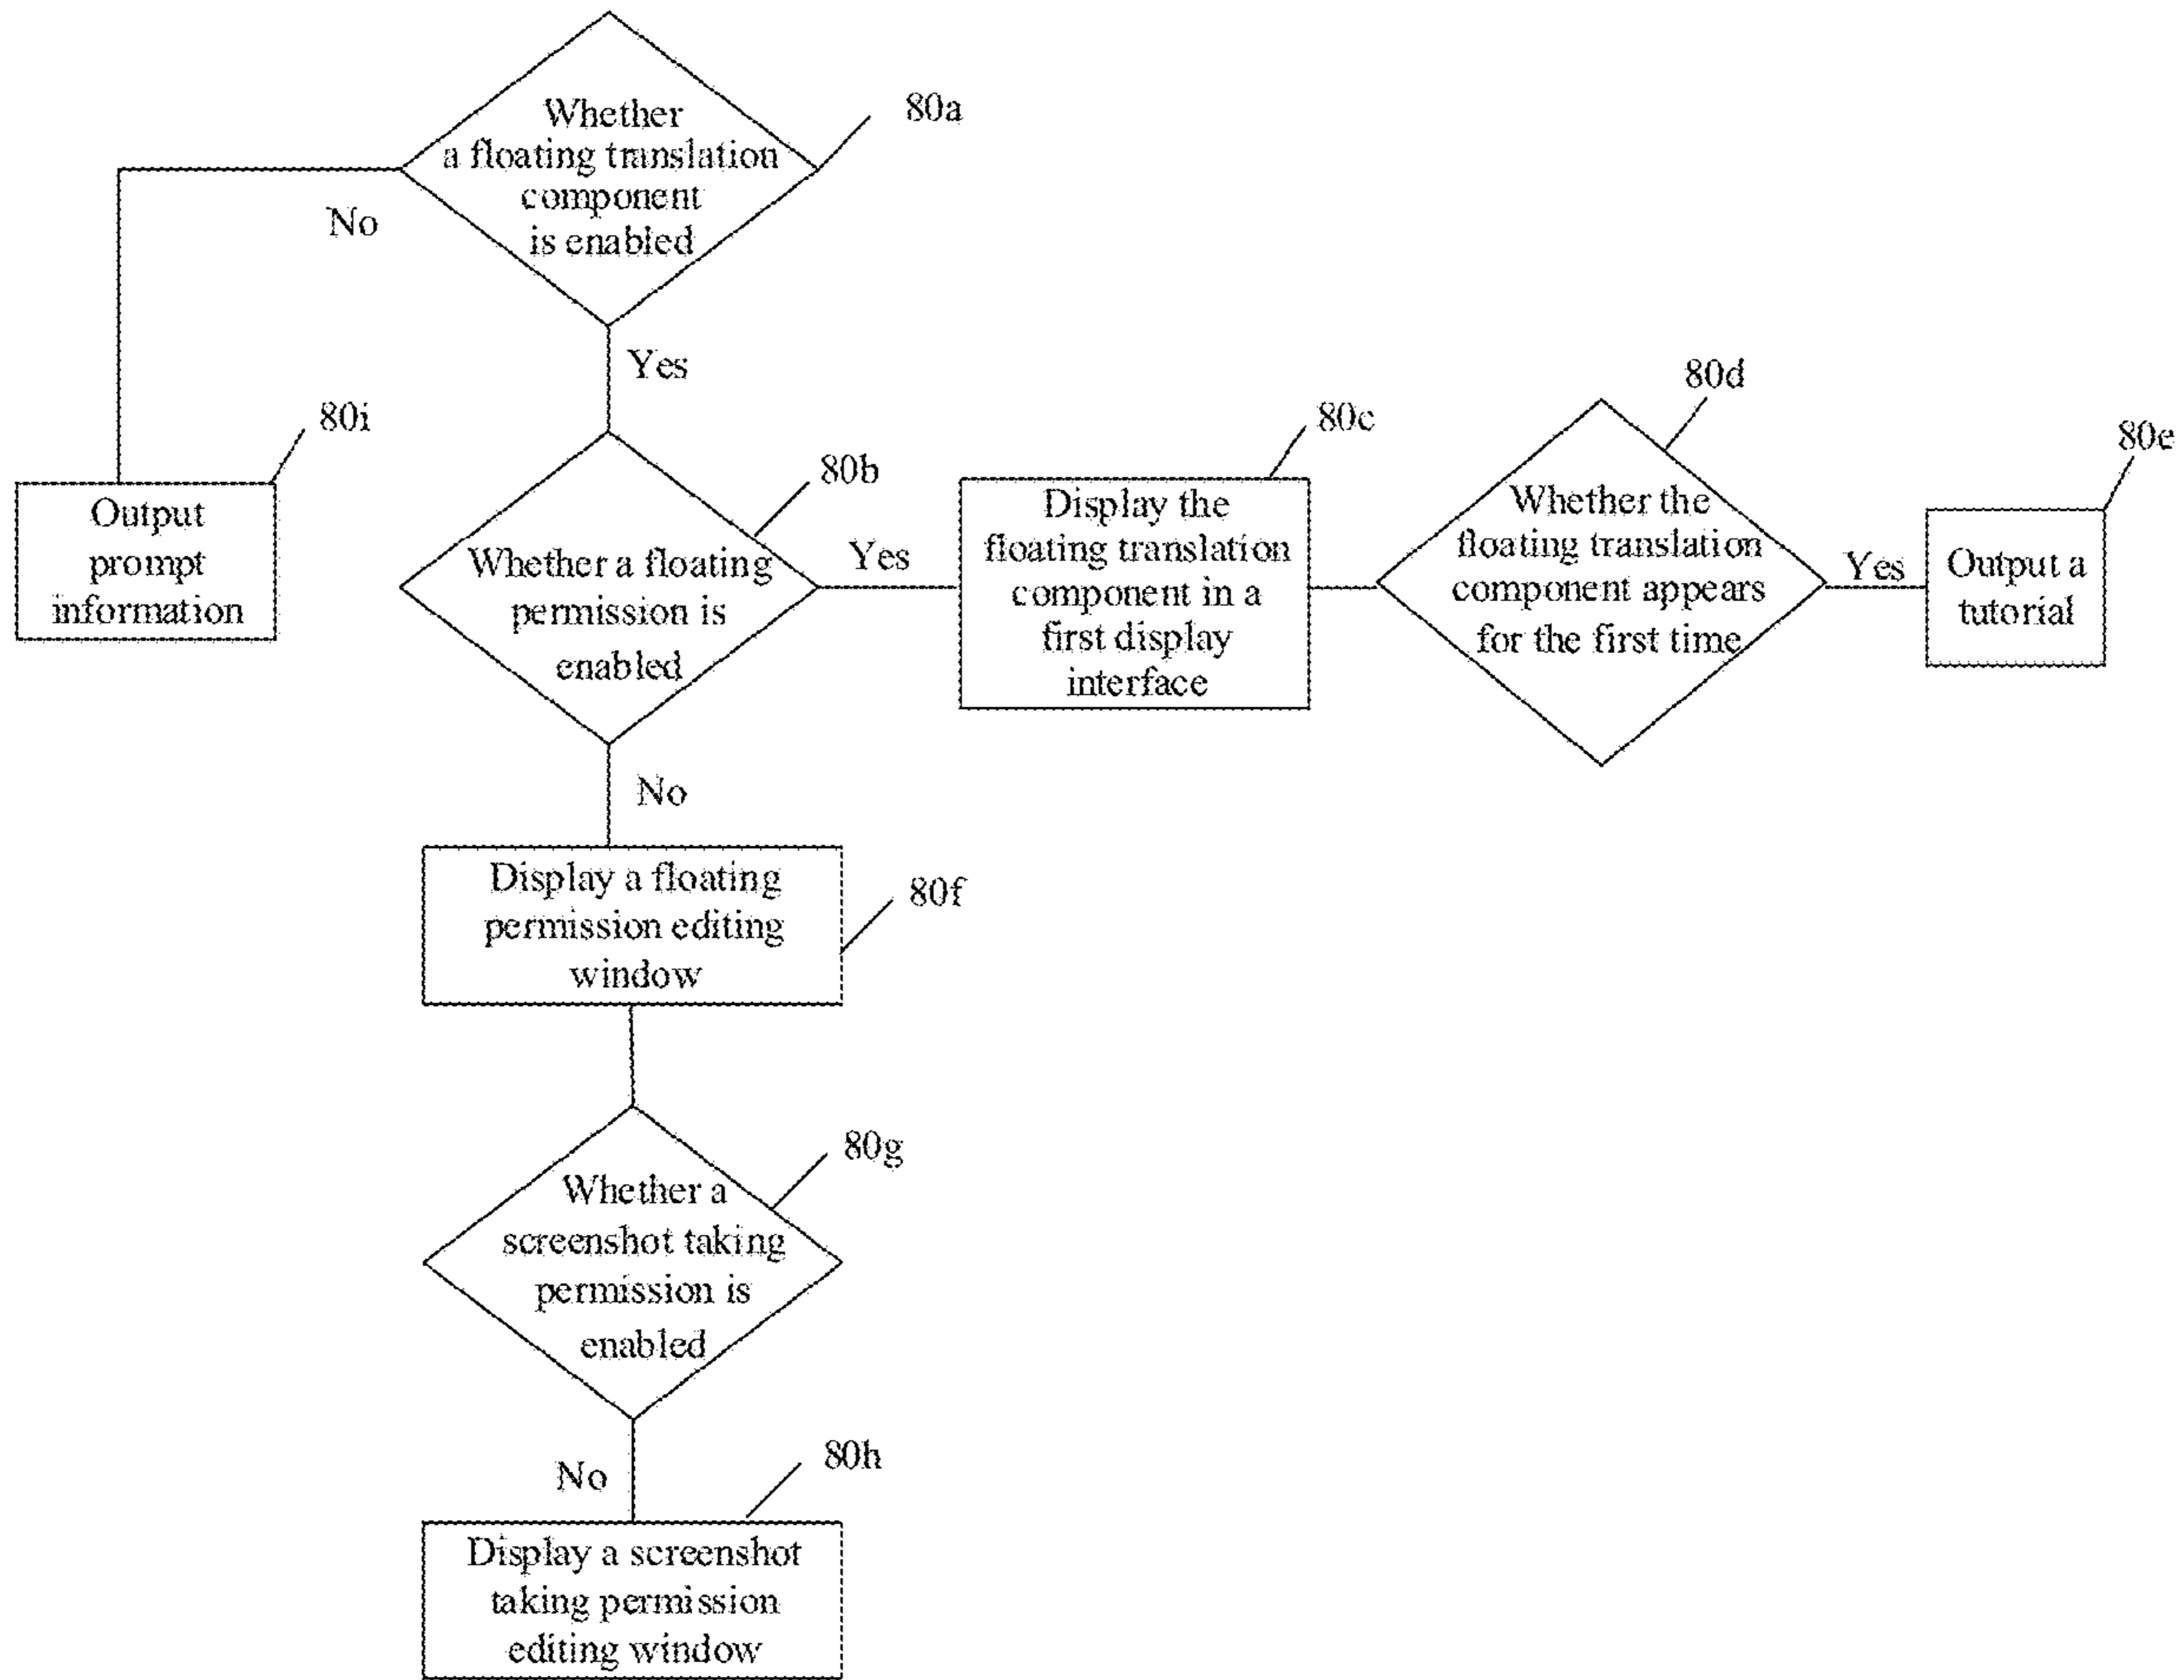 Whether
a floating translation
component
is enabled
80a
No
Yes
80i
Output
prompt
information
80b
Whether a floating
permission is
enabled
Yes
80c
Display the
floating translation
component in a
first display
interface
80d
Whether the
floating translation
component appears
for the first time
Yes
80e
Output a
tutorial
No
Display a floating
permission editing
window
80f
80g
Whether a
screenshot taking
permission is
enabled
No
80h
Display a screenshot
taking permission
editing window